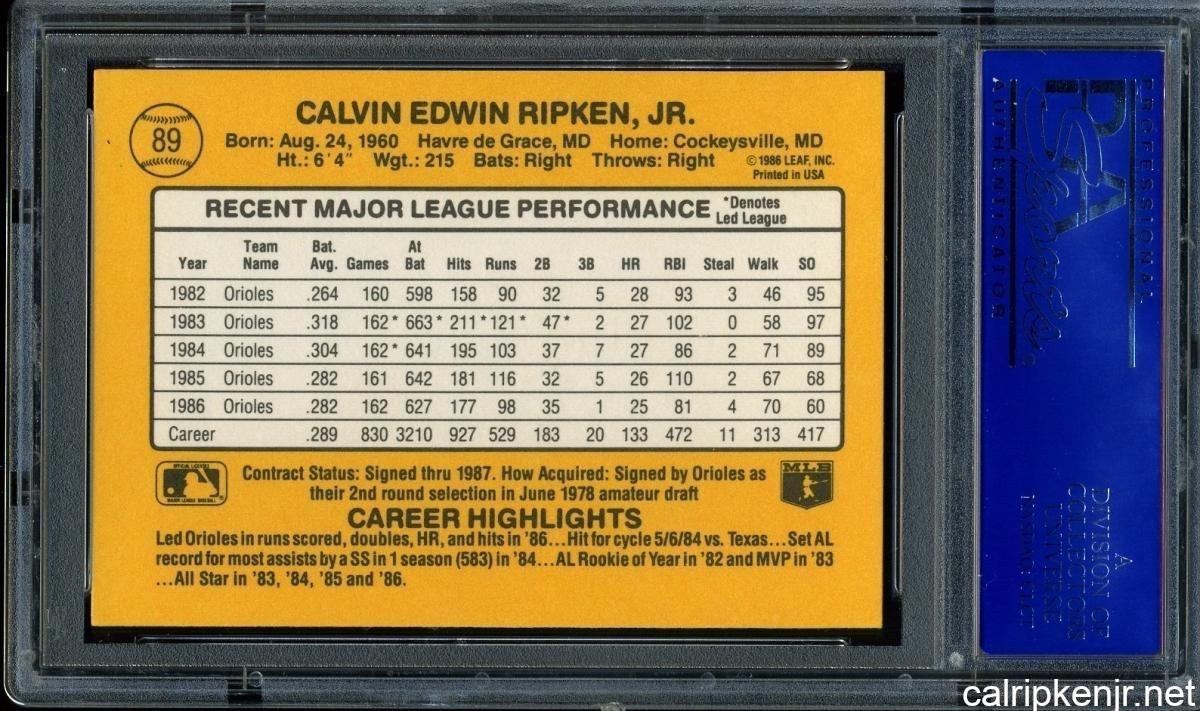 89
CALVIN EDWIN RIPKEN, JR.
Born: Aug. 24, 1960 Havre de Grace, MD Home: Cockeysville, MD
Ht.: 6'4" Wgt.: 215 Bats: Right Throws: Right
© 1986 LEAF, INC.
Printed in USA
RECENT MAJOR LEAGUE PERFORMANCE
*Denotes
Led League
Year Team Name Bat. Avg. Games At Bat Hits Runs 2B 3B HR RBI Steal Walk SO
1982 Orioles .264 160 598 158 90 32 5 28 93 3 46 95
1983 Orioles .318 162* 663* 211* 121* 47* 2 27 102 0 58 97
1984 Orioles .304 162* 641 195 103 37 7 27 86 2 71 89
1985 Orioles .282 161 642 181 116 32 5 26 110 2 67 68
1986 Orioles .282 162 627 177 98 35 1 25 81 4 70 60
Career .289 830 3210 927 529 183 20 133 472 11 313 417
Contract Status: Signed thru 1987. How Acquired: Signed by Orioles as
their 2nd round selection in June 1978 amateur draft
MLB
CAREER HIGHLIGHTS
Led Orioles in runs scored, doubles, HR, and hits in '86...Hit for cycle 5/6/84 vs. Texas...Set AL
record for most assists by a SS in 1 season (583) in '84...AL Rookie of Year in '82 and MVP in '83
...All Star in '83, '84, '85 and '86.
PROFESSIONAL
PSA
AUTHENTICATOR
A
DIVISION OF
COLLECTORS
UNIVERSE
calripkenjr.net